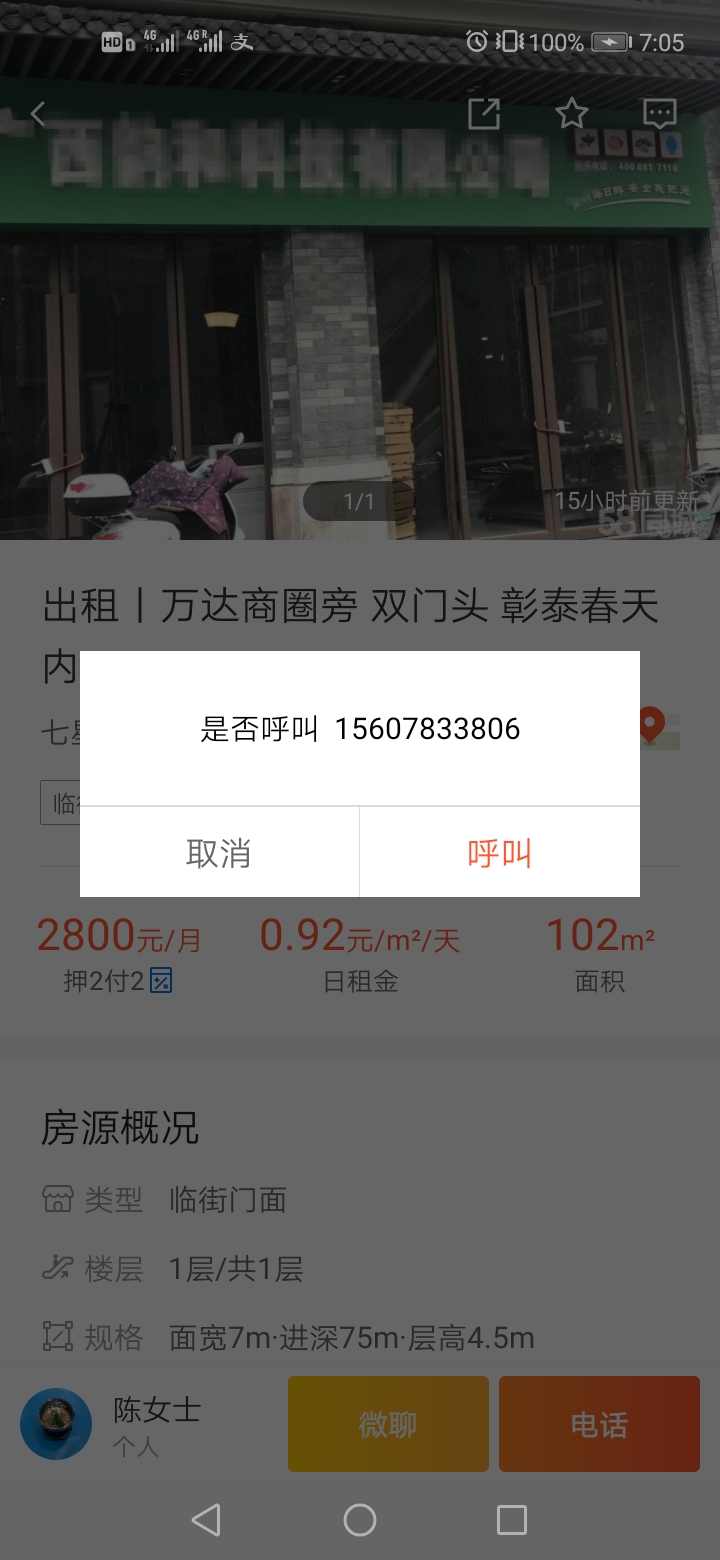 HD 4G 4G R 支 100% 7:05
400 881 7110
1/1
15小时前更新
58同城
出租丨万达商圈旁 双门头 彰泰春天
内
七星
是否呼叫 15607833806
临街
取消 呼叫
2800元/月 0.92元/m²/天 102m²
押2付2 日租金 面积
房源概况
类型 临街门面
楼层 1层/共1层
规格 面宽7m·进深75m·层高4.5m
陈女士
个人
微聊 电话